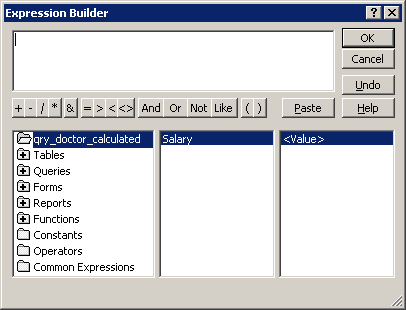 Expression Builder
OK
Cancel
Undo
+ - / * & = > < <> And Or Not Like ( ) Paste Help
qry_doctor_calculated Salary <Value>
Tables
Queries
Forms
Reports
Functions
Constants
Operators
Common Expressions